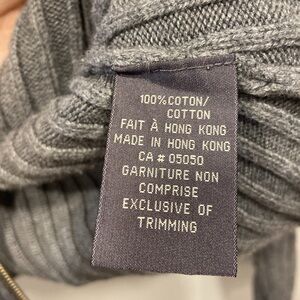 100% COTON/
COTTON
FAIT À HONG KONG
MADE IN HONG KONG
CA # 05050
GARNITURE NON
COMPRISE
EXCLUSIVE OF
TRIMMING